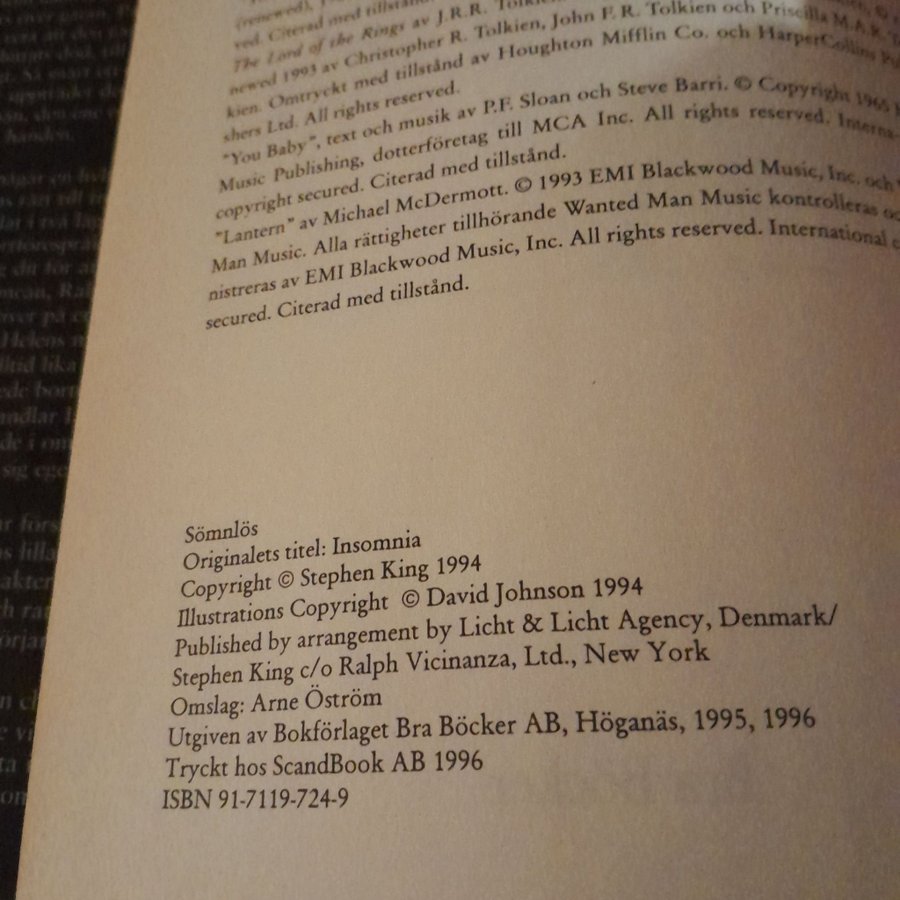 (renewed),
ved. Citerad med tillstånd
The Lord of the Rings av J.R.R. Tolkien
newed 1993 av Christopher R. Tolkien, John F. R. Tolkien och Priscilla M.A.R.
kien. Omtryckt med tillstånd av Houghton Mifflin Co. och HarperCollins Pu
shers Ltd. All rights reserved.
"You Baby", text och musik av P.F. Sloan och Steve Barri. © Copyright 1965
Music Publishing, dotterföretag till MCA Inc. All rights reserved. Interna-
copyright secured. Citerad med tillstånd.
"Lantern" av Michael McDermott. © 1993 EMI Blackwood Music, Inc. och
Man Music. Alla rättigheter tillhörande Wanted Man Music kontrolleras oc
nistreras av EMI Blackwood Music, Inc. All rights reserved. International c
secured. Citerad med tillstånd.
Sömnlös
Originalets titel: Insomnia
Copyright © Stephen King 1994
Illustrations Copyright © David Johnson 1994
Published by arrangement by Licht & Licht Agency, Denmark/
Stephen King c/o Ralph Vicinanza, Ltd., New York
Omslag: Arne Öström
Utgiven av Bokförlaget Bra Böcker AB, Höganäs, 1995, 1996
Tryckt hos ScandBook AB 1996
ISBN 91-7119-724-9